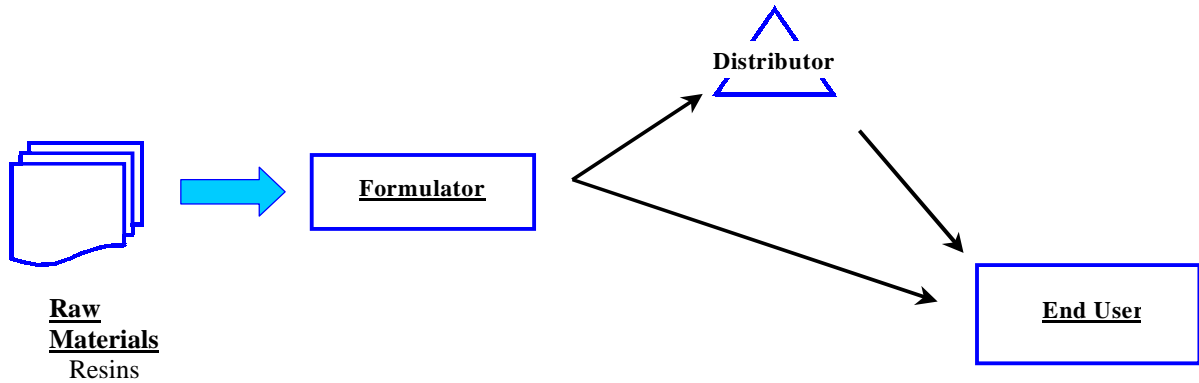 Distributor
Formulator
End User
Raw
Materials
Resins